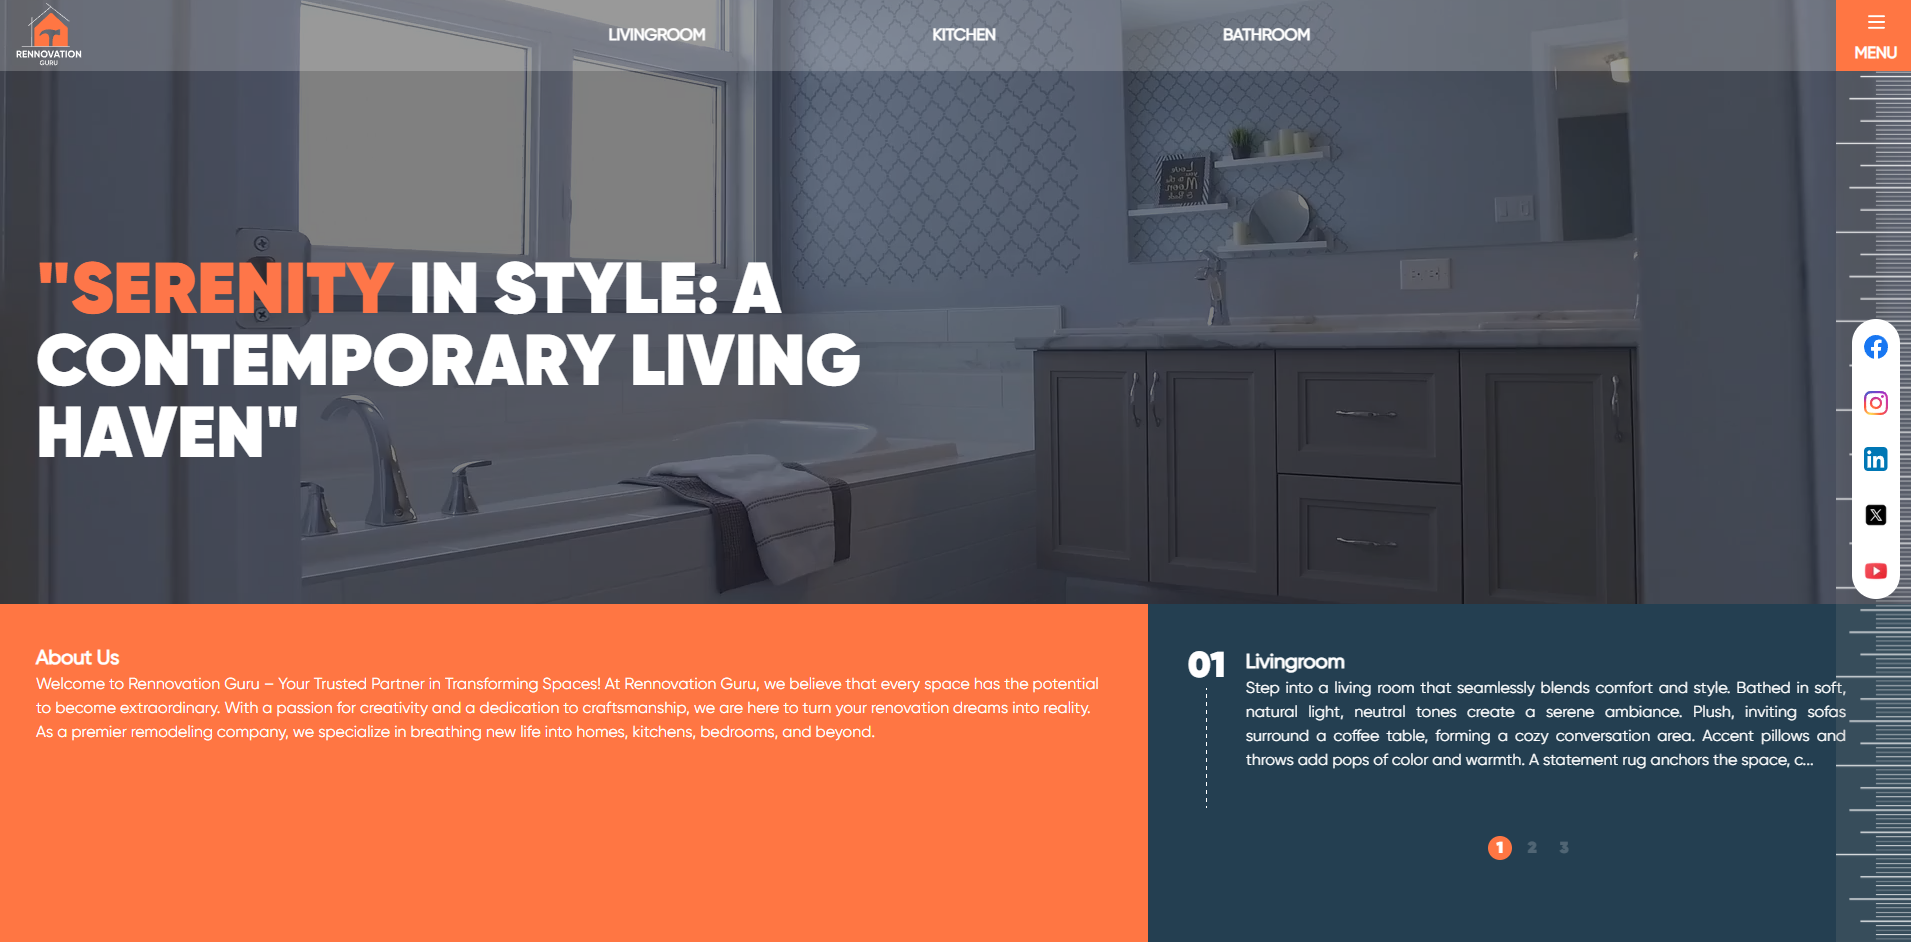 RENNOVATION
GURU
LIVINGROOM
KITCHEN
BATHROOM
MENU
"SERENITY IN STYLE: A
CONTEMPORARY LIVING
HAVEN"
About Us
Welcome to Rennovation Guru – Your Trusted Partner in Transforming Spaces! At Rennovation Guru, we believe that every space has the potential
to become extraordinary. With a passion for creativity and a dedication to craftsmanship, we are here to turn your renovation dreams into reality.
As a premier remodeling company, we specialize in breathing new life into homes, kitchens, bedrooms, and beyond.
01
Livingroom
Step into a living room that seamlessly blends comfort and style. Bathed in soft,
natural light, neutral tones create a serene ambiance. Plush, inviting sofas
surround a coffee table, forming a cozy conversation area. Accent pillows and
throws add pops of color and warmth. A statement rug anchors the space, c...
1 2 3